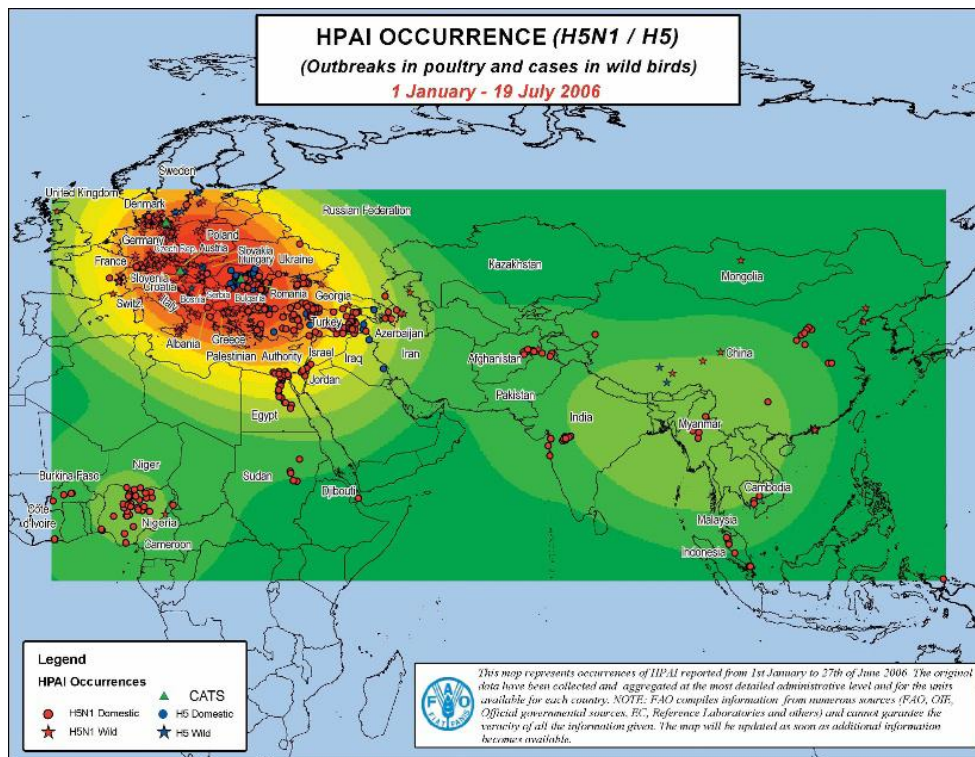 HPAI OCCURRENCE (H5N1 / H5)
(Outbreaks in poultry and cases in wild birds)
1 January - 19 July 2006
Sweden
United Kingdom
Denmark
Russian Federation
Poland
Germany
Czech Rep.
Austria
Slovakia
Hungary
Ukraine
France
Kazakhstan
Mongolia
Slovenia
Croatia
Bosnia
Serbia
Bulgaria
Romania
Georgia
Switz
Italy
Turkey
Azerbaijan
Albania
Greece
China
Palestinian Authority
Israel
Iraq
Iran
Afghanistan
Jordan
Pakistan
Egypt
India
Myanmar
Niger
Burkina Faso
Sudan
Djibouti
Cambodia
Côte
d'Ivoire
Nigeria
Malaysia
Cameroon
Indonesia
Legend
HPAI Occurrences
CATS
H5N1 Domestic
H5 Domestic
H5N1 Wild
H5 Wild
FAO
FIAT PANIS
This map represents occurrences of HPAI reported from 1st January to 27th of June 2006. The original
data have been collected and aggregated at the most detailed administrative level and for the units
available for each country. NOTE: FAO compiles information from numerous sources (FAO, OIE,
Official governmental sources, EC, Reference Laboratories and others) and cannot garantee the
veracity of all the information given. The map will be updated as soon as additional information
becomes available.